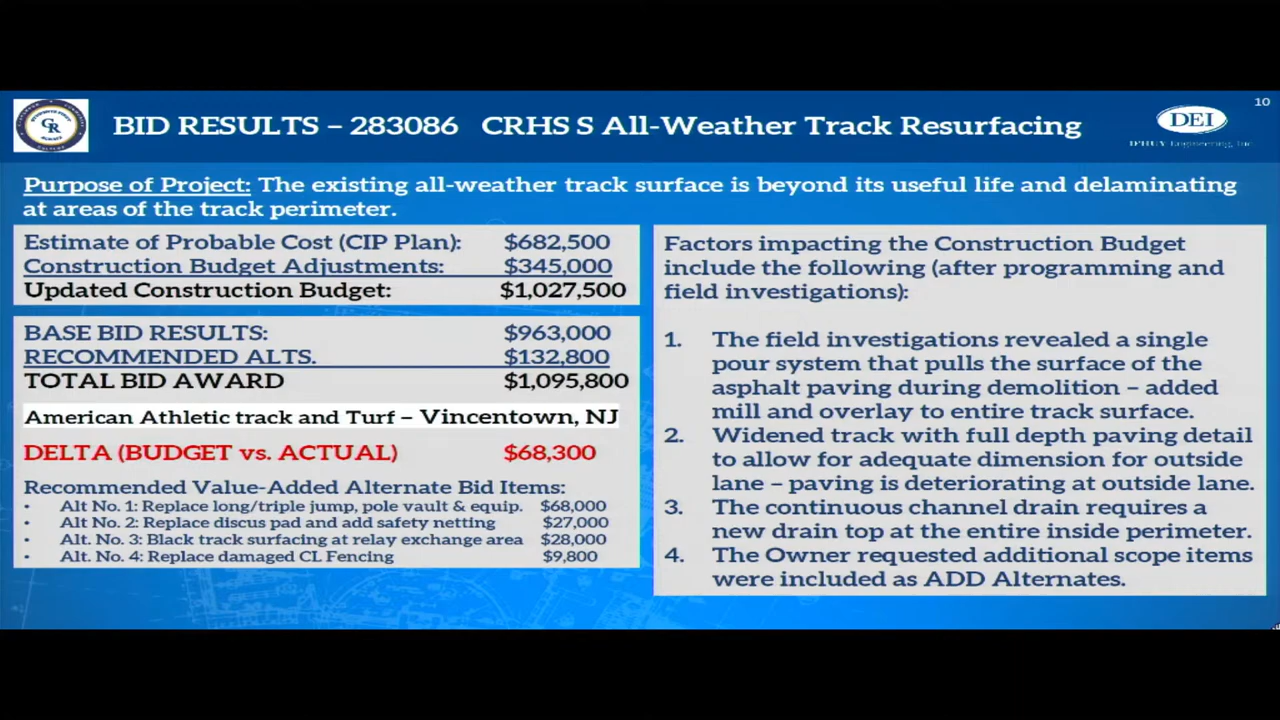 10
BID RESULTS – 283086 CRHS S All-Weather Track Resurfacing
DEI
Engineering, Inc.
Purpose of Project: The existing all-weather track surface is beyond its useful life and delaminating
at areas of the track perimeter.
Estimate of Probable Cost (CIP Plan): $682,500
Construction Budget Adjustments: $345,000
Updated Construction Budget: $1,027,500
BASE BID RESULTS: $963,000
RECOMMENDED ALTS. $132,800
TOTAL BID AWARD $1,095,800
American Athletic track and Turf – Vincentown, NJ
DELTA (BUDGET vs. ACTUAL) $68,300
Recommended Value-Added Alternate Bid Items:
• Alt No. 1: Replace long/triple jump, pole vault & equip. $68,000
• Alt No. 2: Replace discus pad and add safety netting $27,000
• Alt. No. 3: Black track surfacing at relay exchange area $28,000
• Alt. No. 4: Replace damaged CL Fencing $9,800
Factors impacting the Construction Budget
include the following (after programming and
field investigations):
1. The field investigations revealed a single
pour system that pulls the surface of the
asphalt paving during demolition – added
mill and overlay to entire track surface.
2. Widened track with full depth paving detail
to allow for adequate dimension for outside
lane – paving is deteriorating at outside lane.
3. The continuous channel drain requires a
new drain top at the entire inside perimeter.
4. The Owner requested additional scope items
were included as ADD Alternates.